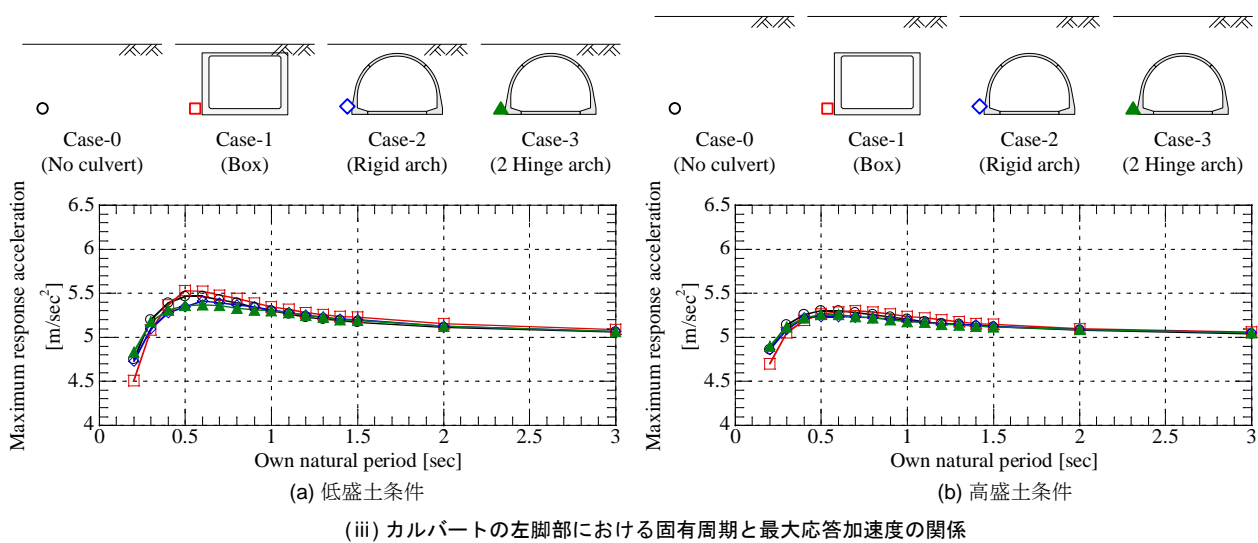 Case-0
(No culvert)
Case-1
(Box)
Case-2
(Rigid arch)
Case-3
(2 Hinge arch)
Maximum response acceleration
[m/sec2]
6.5
6
5.5
5
4.5
4
0
0.5
1
1.5
2
2.5
3
Own natural period [sec]
(a) 低盛土条件
Case-0
(No culvert)
Case-1
(Box)
Case-2
(Rigid arch)
Case-3
(2 Hinge arch)
Maximum response acceleration
[m/sec2]
6.5
6
5.5
5
4.5
4
0
0.5
1
1.5
2
2.5
3
Own natural period [sec]
(b) 高盛土条件
(iii) カルバートの左脚部における固有周期と最大応答加速度の関係